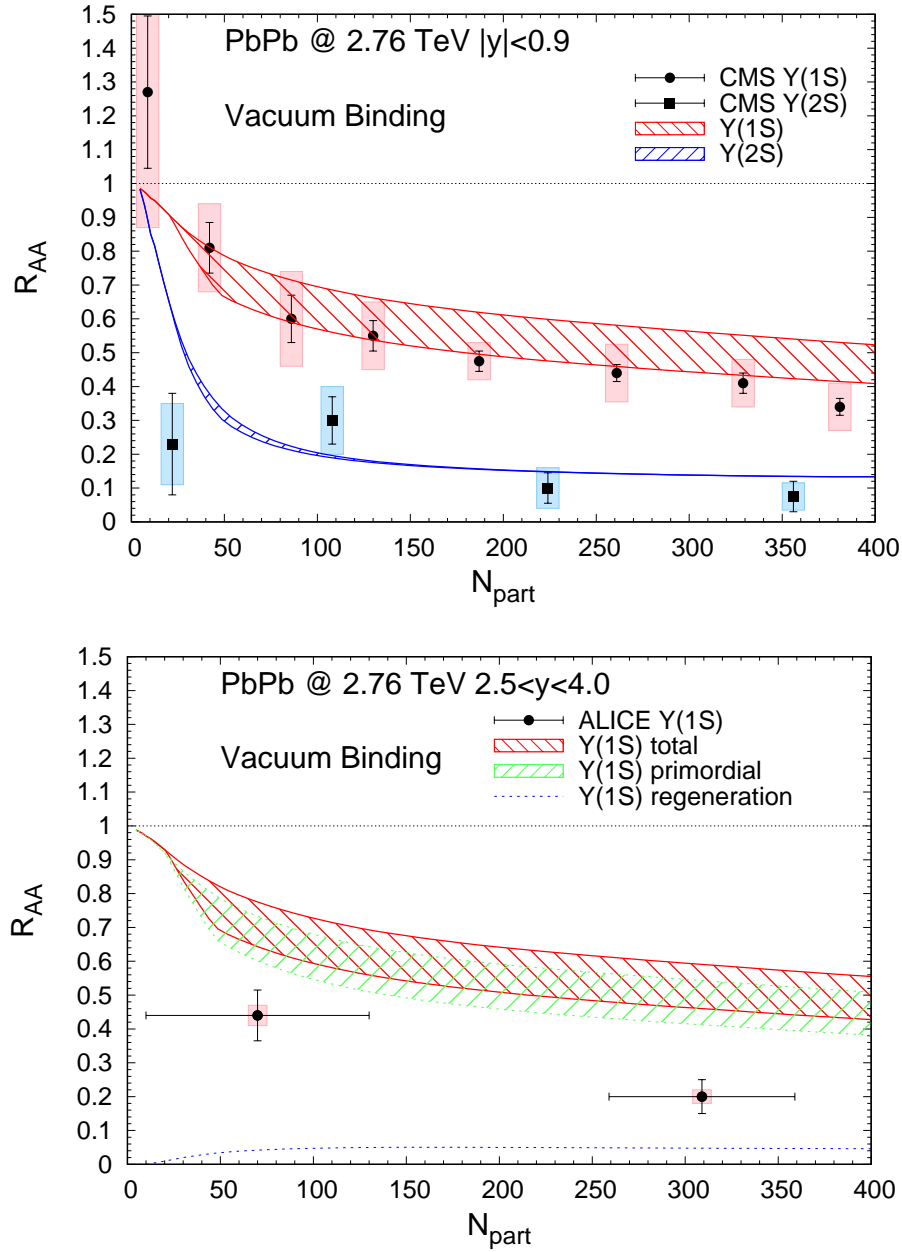 PbPb @ 2.76 TeV |y|<0.9
Vacuum Binding
CMS Y(1S)
CMS Y(2S)
Y(1S)
Y(2S)
R_AA
1.5
1.4
1.3
1.2
1.1
1
0.9
0.8
0.7
0.6
0.5
0.4
0.3
0.2
0.1
0
0 50 100 150 200 250 300 350 400
N_part
PbPb @ 2.76 TeV 2.5<y<4.0
Vacuum Binding
ALICE Y(1S)
Y(1S) total
Y(1S) primordial
Y(1S) regeneration
R_AA
1.5
1.4
1.3
1.2
1.1
1
0.9
0.8
0.7
0.6
0.5
0.4
0.3
0.2
0.1
0
0 50 100 150 200 250 300 350 400
N_part